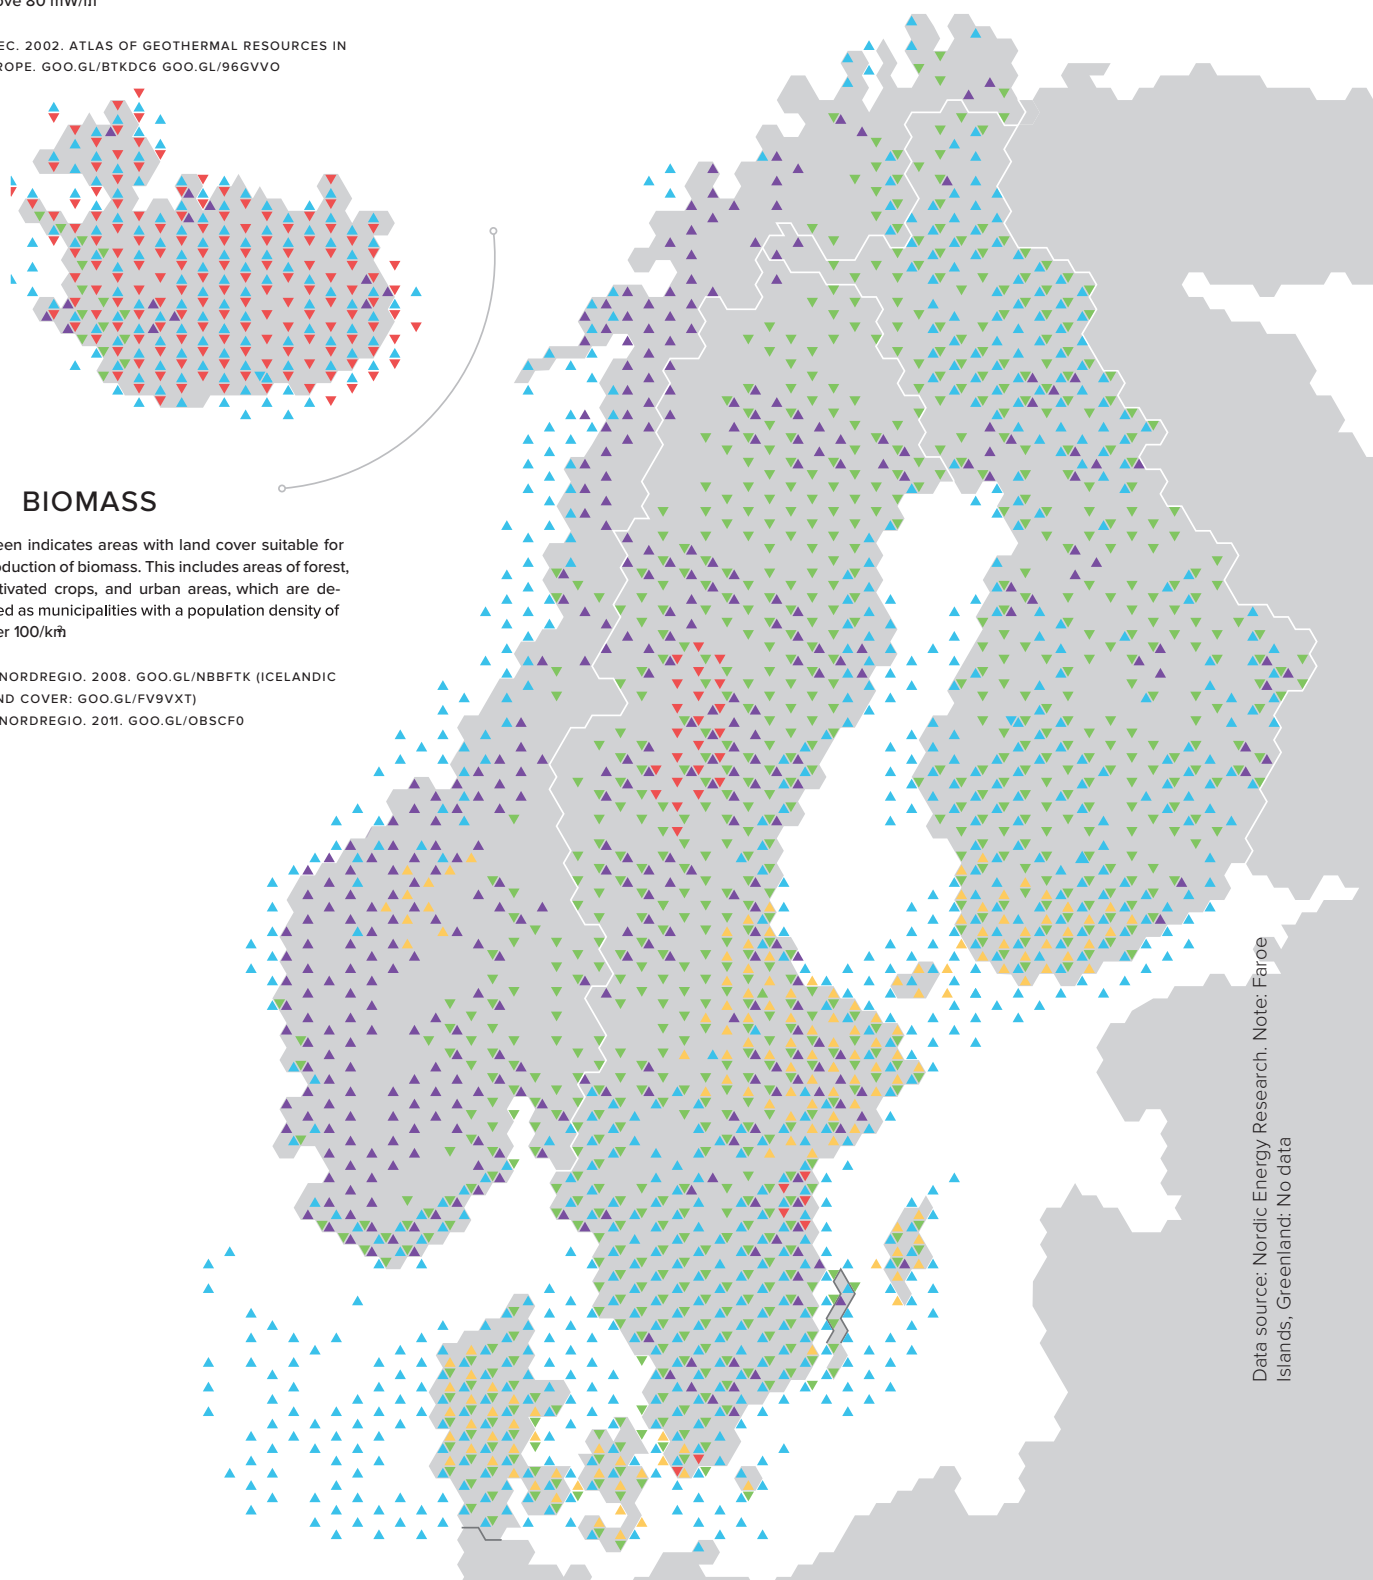 ove 80 mW/m
EC. 2002. ATLAS OF GEOTHERMAL RESOURCES IN
ROPE. GOO.GL/BTKDC6 GOO.GL/96GVVO
BIOMASS
een indicates areas with land cover suitable for
oduction of biomass. This includes areas of forest,
tivated crops, and urban areas, which are de-
ed as municipalities with a population density of
er 100/km².
NORDREGIO. 2008. GOO.GL/NBBFTK (ICELANDIC
ND COVER: GOO.GL/FV9VXT)
NORDREGIO. 2011. GOO.GL/OBSCF0
Data source: Nordic Energy Research. Note: Faroe
Islands, Greenland: No data